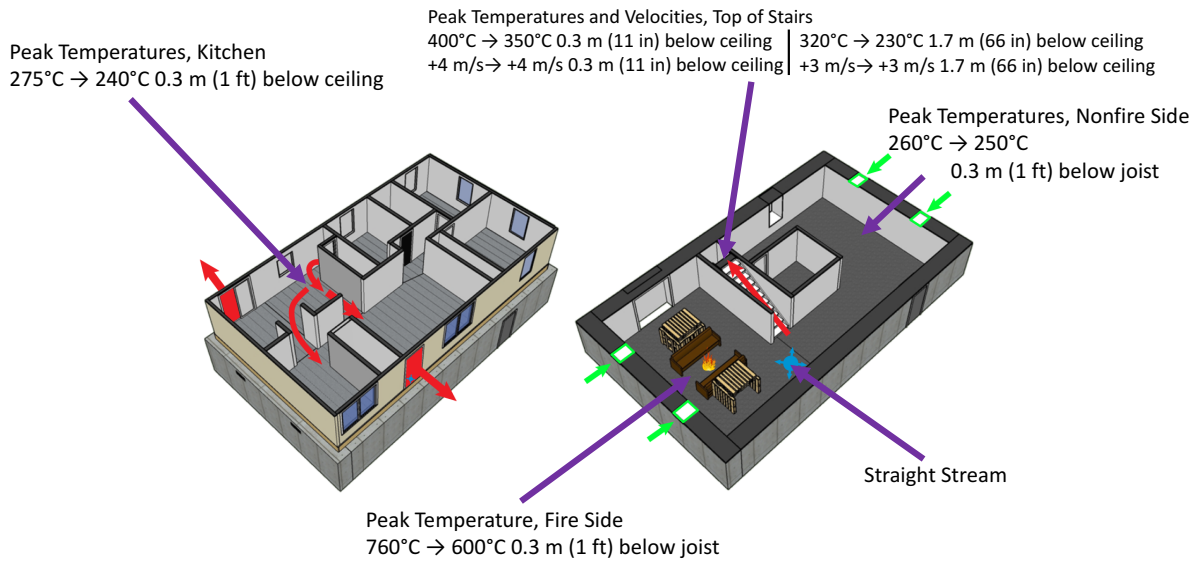 Peak Temperatures and Velocities, Top of Stairs
400°C → 350°C 0.3 m (11 in) below ceiling | 320°C → 230°C 1.7 m (66 in) below ceiling
+4 m/s→ +4 m/s 0.3 m (11 in) below ceiling | +3 m/s→ +3 m/s 1.7 m (66 in) below ceiling
Peak Temperatures, Kitchen
275°C → 240°C 0.3 m (1 ft) below ceiling
Peak Temperatures, Nonfire Side
260°C → 250°C
0.3 m (1 ft) below joist
Straight Stream
Peak Temperature, Fire Side
760°C → 600°C 0.3 m (1 ft) below joist